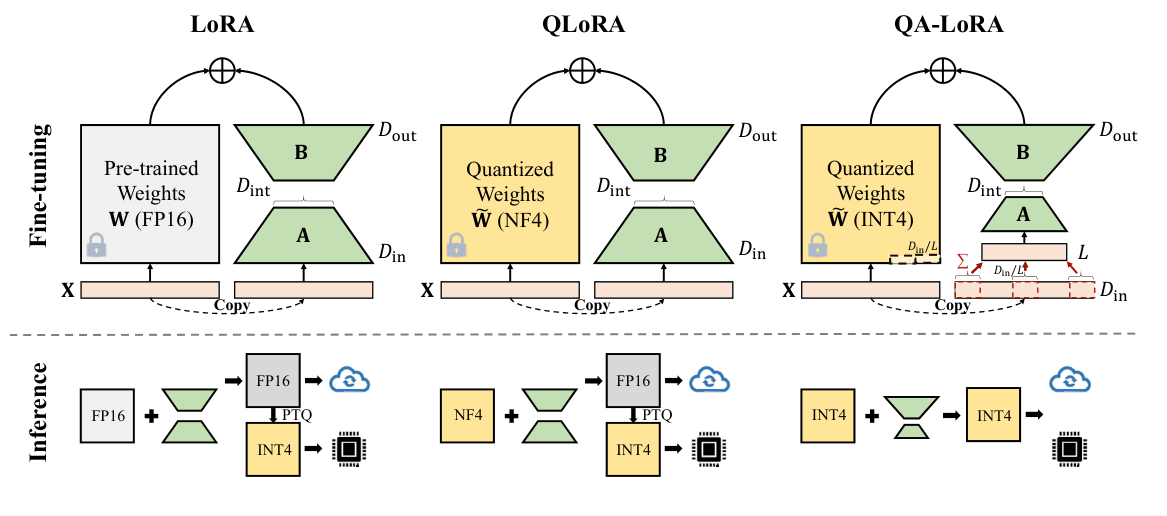 LoRA
QLoRA
QA-LoRA
Fine-tuning
Pre-trained
Weights
W (FP16)
B
A
D_out
D_int
D_in
X
Copy
Quantized
Weights
W̃ (NF4)
B
A
D_out
D_int
D_in
X
Copy
Quantized
Weights
W̃ (INT4)
D_in/L
B
A
D_out
D_int
L
∑
D_in/L
D_in
X
Copy
Inference
FP16
FP16
PTQ
INT4
NF4
FP16
PTQ
INT4
INT4
INT4